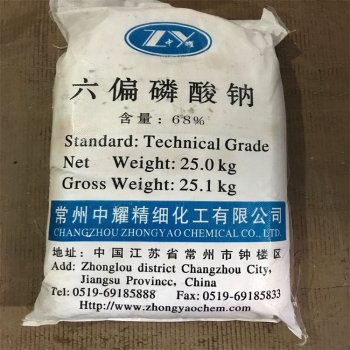 ZY
中耀
六偏磷酸钠
含量：68%
Standard: Technical Grade
Net Weight: 25.0 kg
Gross Weight: 25.1 kg
常州中耀精细化工有限公司
CHANGZHOU ZHONGYAO CHEMICAL CO., LTD.
地址：中国江苏省常州市钟楼区
Add: Zhonglou district Changzhou City,
Jiangsu Provincc, China
Tel: 0519-69185888 Fax: 0519-69185833
Http://www.zhongyaochem.com